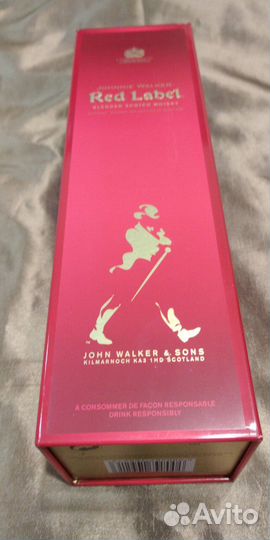 JOHNNIE WALKER
Red Label
BLENDED SCOTCH WHISKY
JOHN WALKER & SONS
KILMARNOCH KA3 1HD SCOTLAND
A CONSOMMER DE FAÇON RESPONSABLE
DRINK RESPONSIBLY
Avito